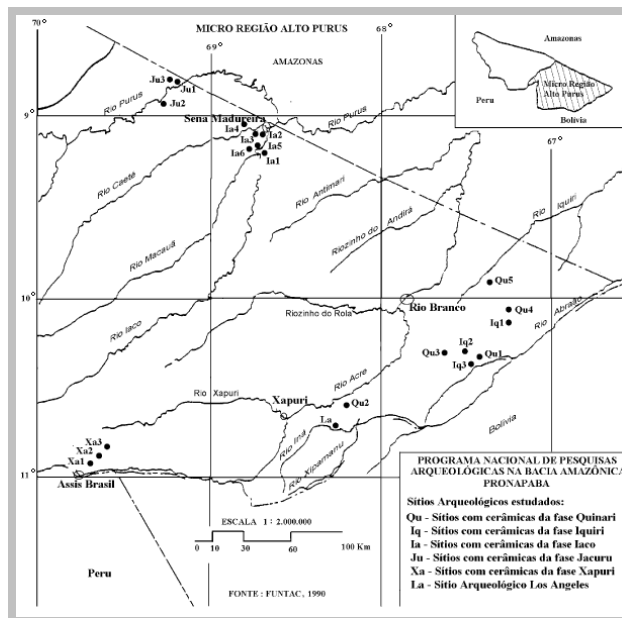 70
MICRO REGIÃO ALTO PURUS
69
68
AMAZONAS
Amazonas
Micro Região
Alto Purus
Peru
Bolívia
Ju3
Ju1
Ju2
Rio Purus
9°
Sena Madureira
Rio Purus
Ia4
Ia2
Ia3
Ia5
Ia6
Ia1
67
Rio Caeté
Rio Antimari
Riozinho do Andirá
Rio Iquiri
Rio Macauã
Qu5
10°
Rio Branco
Qu4
Iq1
Rio Abraão
Riozinho do Rola
Rio Iaco
Iq2
Qu3
Qu1
Iq3
Rio Acre
Rio Xapuri
Xapuri
Qu2
La
Rio Iná
Rio Xipamanu
Bolívia
Xa3
Xa2
Xa1
11°
Assis Brasil
PROGRAMA NACIONAL DE PESQUISAS
ARQUEOLÓGICAS NA BACIA AMAZÔNICA
PRONAPABA
Sítios Arqueológicos estudados:
Qu - Sítios com cerâmicas da fase Quinari
Iq - Sítios com cerâmicas da fase Iquiri
Ia - Sítios com cerâmicas da fase Iaco
Ju - Sítios com cerâmicas da fase Jacuru
Xa - Sítios com cerâmicas da fase Xapuri
La - Sítio Arqueológico Los Angeles
ESCALA 1 : 2.000.000
0 10 30 60 100 Km
Peru
FONTE : FUNTAC, 1990